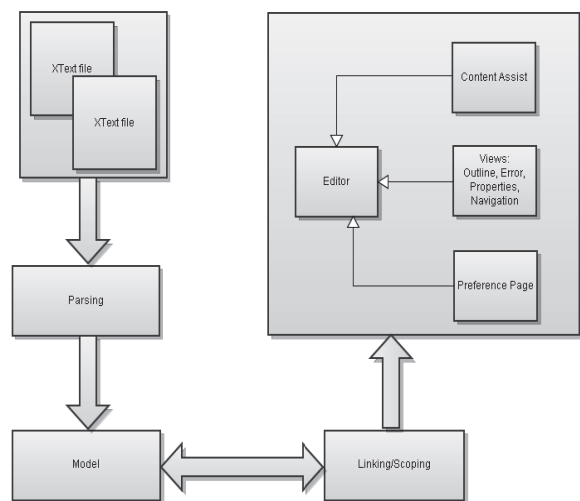 XText file
XText file
Parsing
Model
Linking/Scoping
Editor
Content Assist
Views:
Outline, Error,
Properties,
Navigation
Preference Page